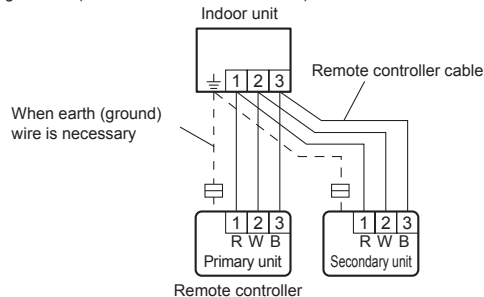 Indoor unit
1 2 3
Remote controller cable
When earth (ground)
wire is necessary
1 2 3
R W B
Primary unit
1 2 3
R W B
Secondary unit
Remote controller